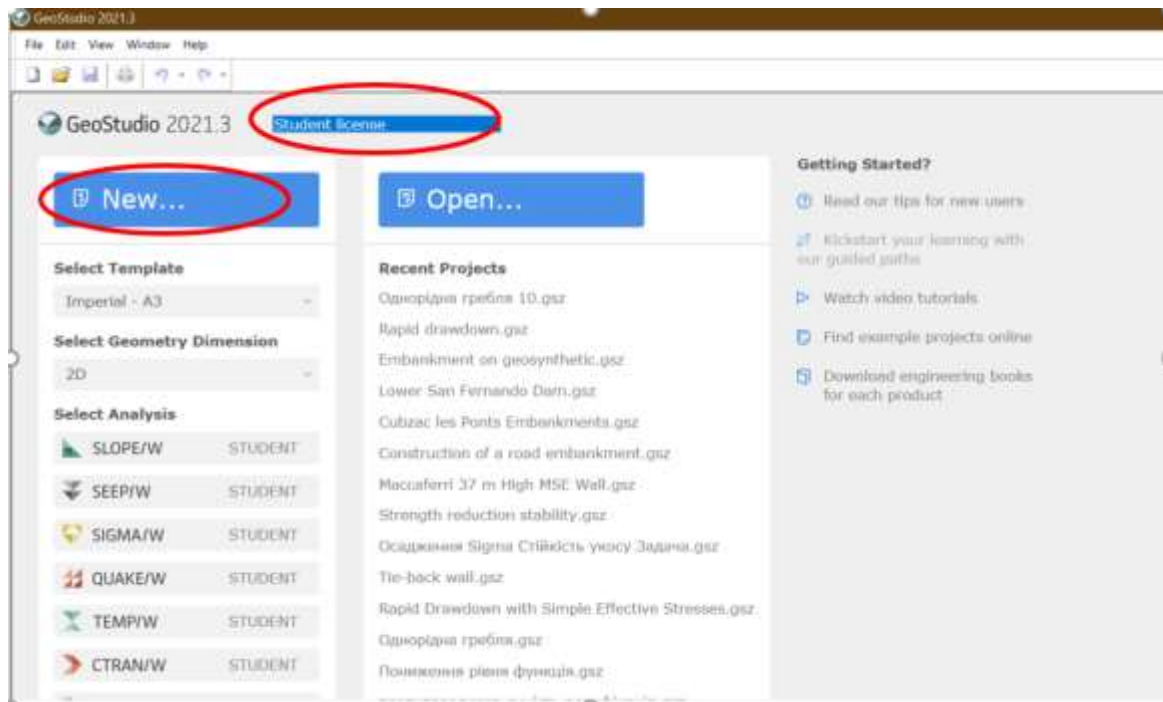 GeoStudio 2021.3
File Edit View Window Help
GeoStudio 2021.3
Student license
New...
Select Template
Imperial - A3
Select Geometry Dimension
2D
Select Analysis
SLOPE/W STUDENT
SEEP/W STUDENT
SIGMA/W STUDENT
QUAKE/W STUDENT
TEMP/W STUDENT
CTRAN/W STUDENT
Open...
Recent Projects
Однорідна гребля 10.gsz
Rapid drawdown.gsz
Embankment on geosynthetic.gsz
Lower San Fernando Dam.gsz
Cubzac les Ponts Embankments.gsz
Construction of a road embankment.gsz
Maccaferri 37 m High MSE Wall.gsz
Strength reduction stability.gsz
Осадження Sigma Стійкість укосу Задача.gsz
Tie-back wall.gsz
Rapid Drawdown with Simple Effective Stresses.gsz
Однорідна гребля.gsz
Пониження рівня функція.gsz
Getting Started?
Read our tips for new users
Kickstart your learning with
our guided paths
Watch video tutorials
Find example projects online
Download engineering books
for each product